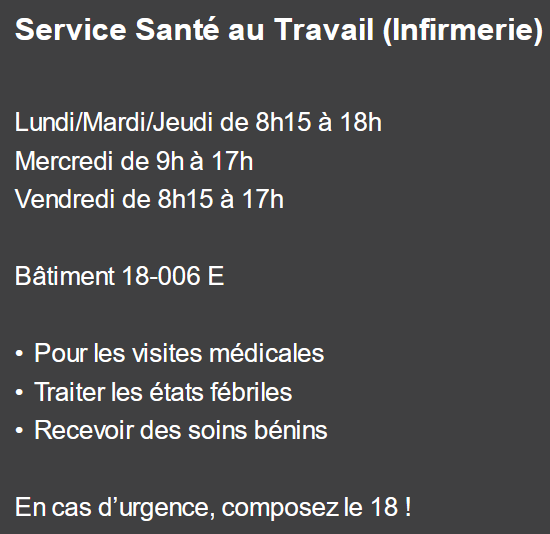 Service Santé au Travail (Infirmerie)
Lundi/Mardi/Jeudi de 8h15 à 18h
Mercredi de 9h à 17h
Vendredi de 8h15 à 17h
Bâtiment 18-006 E
• Pour les visites médicales
• Traiter les états fébriles
• Recevoir des soins bénins
En cas d’urgence, composez le 18 !